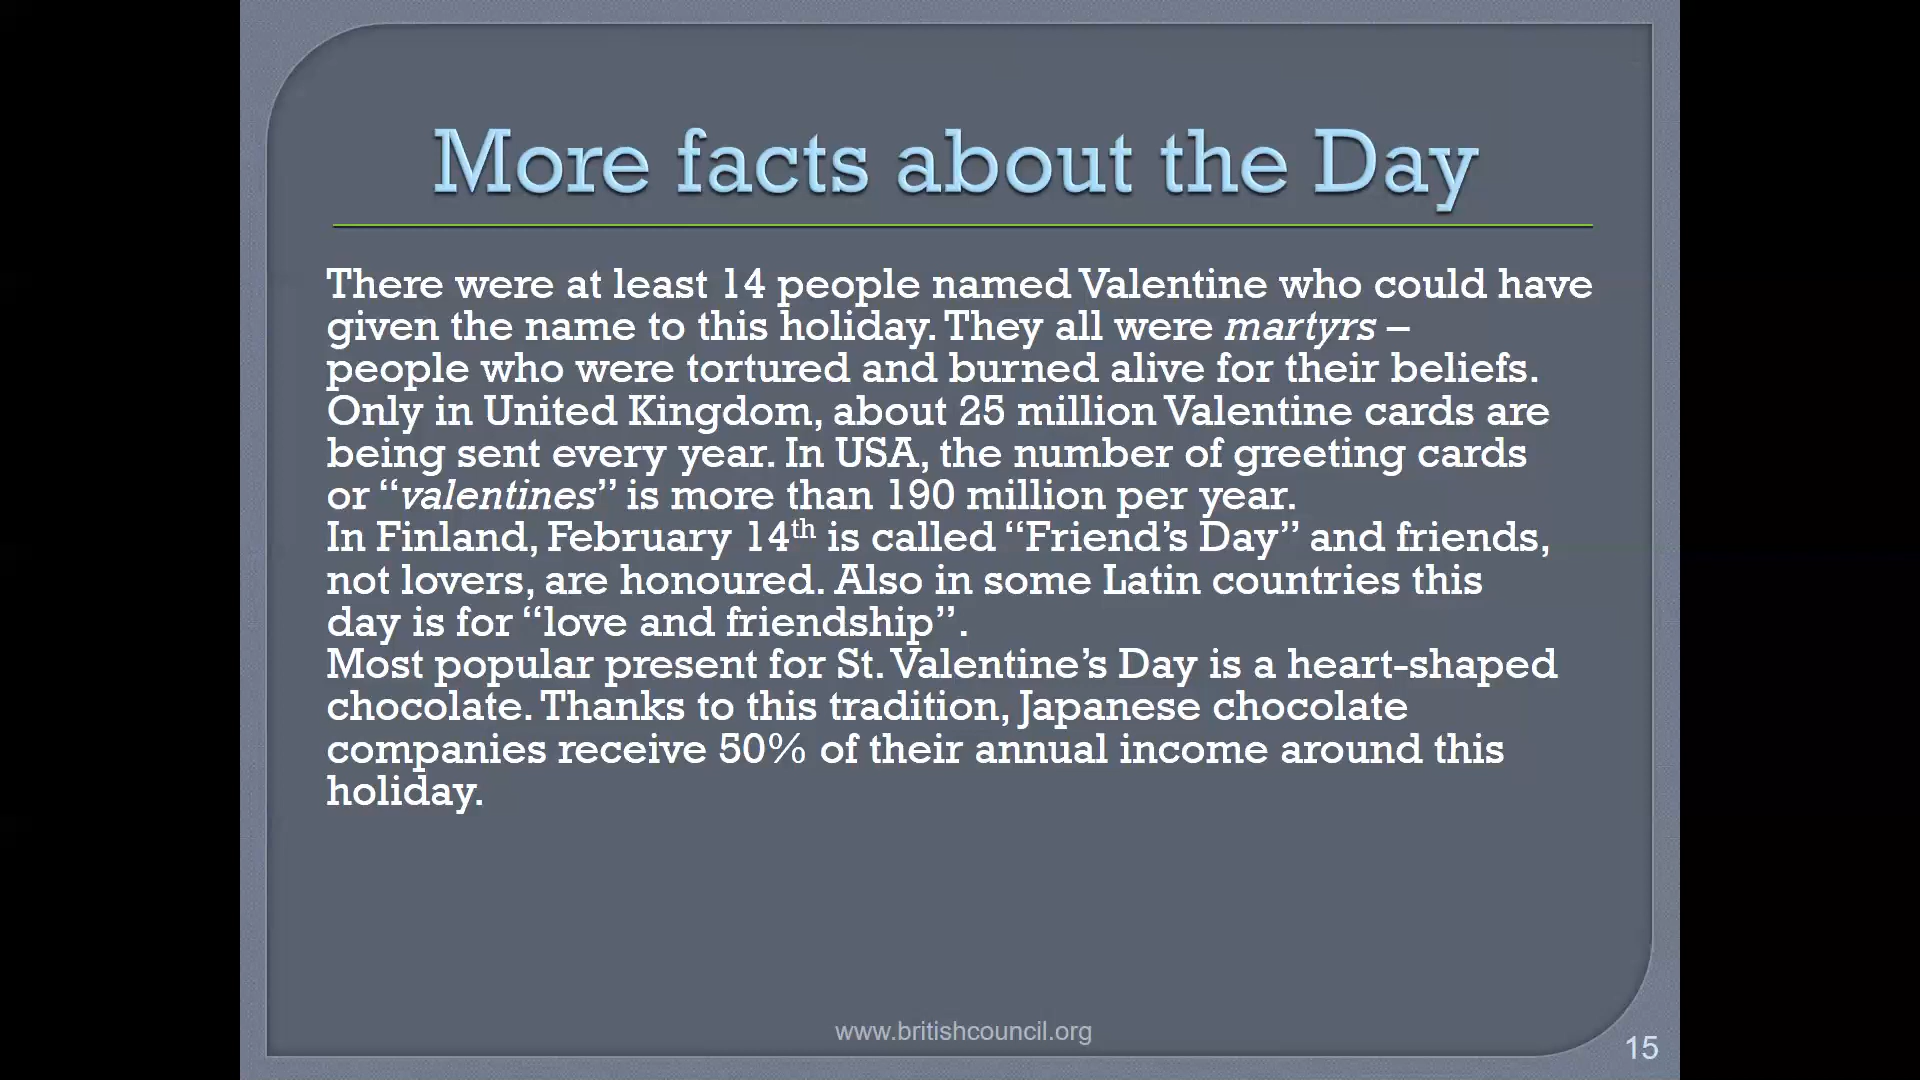 More facts about the Day
There were at least 14 people named Valentine who could have
given the name to this holiday. They all were martyrs –
people who were tortured and burned alive for their beliefs.
Only in United Kingdom, about 25 million Valentine cards are
being sent every year. In USA, the number of greeting cards
or “valentines” is more than 190 million per year.
In Finland, February 14th is called “Friend’s Day” and friends,
not lovers, are honoured. Also in some Latin countries this
day is for “love and friendship”.
Most popular present for St. Valentine’s Day is a heart-shaped
chocolate. Thanks to this tradition, Japanese chocolate
companies receive 50% of their annual income around this
holiday.
www.britishcouncil.org
15